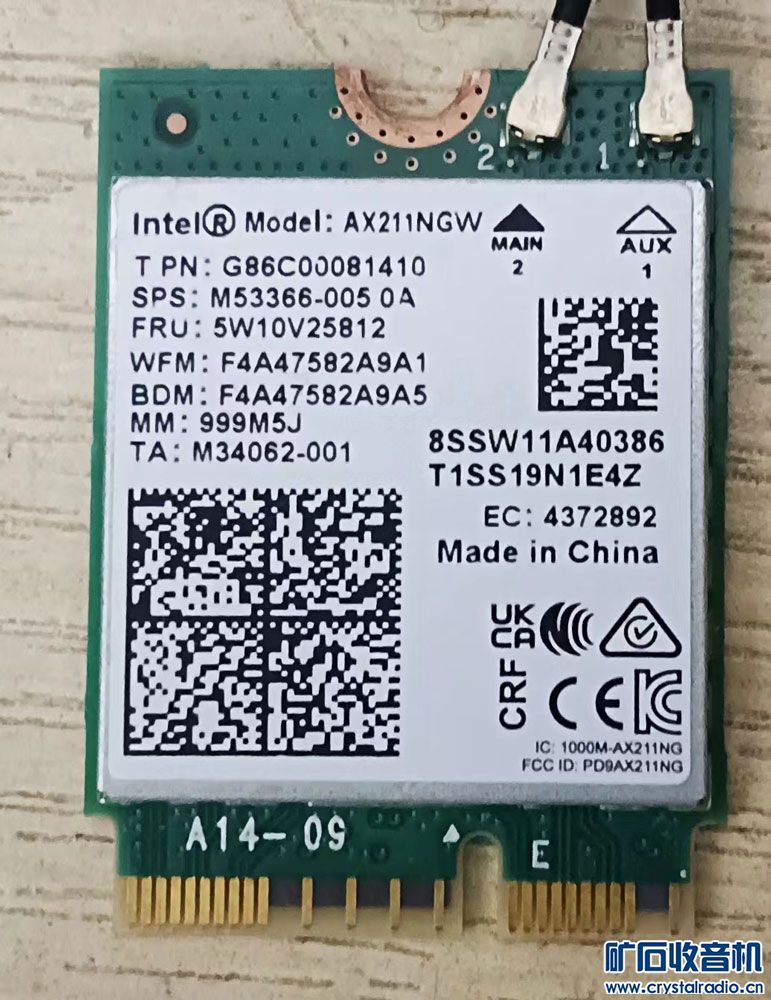 2 1
Intel® Model: AX211NGW
MAIN
2
AUX
1
T PN: G86C00081410
SPS: M53366-005 0A
FRU: 5W10V25812
WFM: F4A47582A9A1
BDM: F4A47582A9A5
MM: 999M5J
TA: M34062-001
8SSW11A40386
T1SS19N1E4Z
EC: 4372892
Made in China
UK
CA
CRF
CE
IC: 1000M-AX211NG
FCC ID: PD9AX211NG
A14-09
E
矿石收音机
www.crystalradio.cn